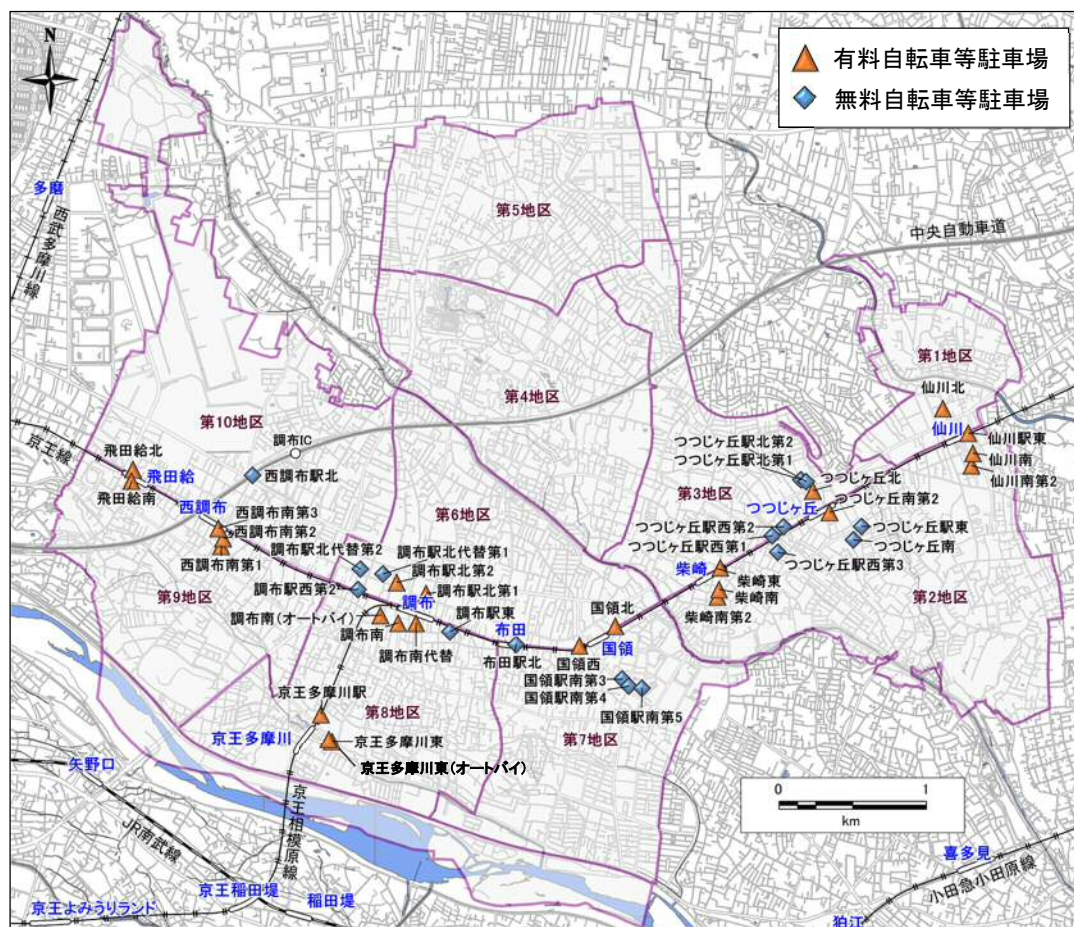 N
有料自転車等駐車場
無料自転車等駐車場
多磨
西武多摩川線
第5地区
中央自動車道
第1地区
仙川北
第4地区
仙川
仙川駅東
仙川南
仙川南第2
第10地区
調布IC
京王線
飛田給北
飛田給
飛田給南
西調布駅北
つつじヶ丘駅北第2
つつじヶ丘駅北第1
つつじヶ丘北
第3地区
つつじヶ丘
つつじヶ丘南第2
西調布
西調布南第3
西調布南第2
西調布南第1
第6地区
つつじヶ丘駅西第2
つつじヶ丘駅西第1
つつじヶ丘駅東
つつじヶ丘南
つつじヶ丘駅西第3
調布駅北代替第2
調布駅北代替第1
調布駅北第2
調布駅西第2
調布
調布駅北第1
柴崎
柴崎東
柴崎南
柴崎南第2
第9地区
第2地区
調布南(オートバイ)
調布南
調布駅東
調布南代替
布田
布田駅北
国領北
国領西
国領
国領駅南第3
国領駅南第4
国領駅南第5
京王多摩川駅
第8地区
第7地区
京王多摩川
京王多摩川東
京王多摩川東(オートバイ)
矢野口
JR南武線
京王相模原線
0
1
km
喜多見
小田急小田原線
京王稲田堤
稲田堤
京王よみうりランド
狛江